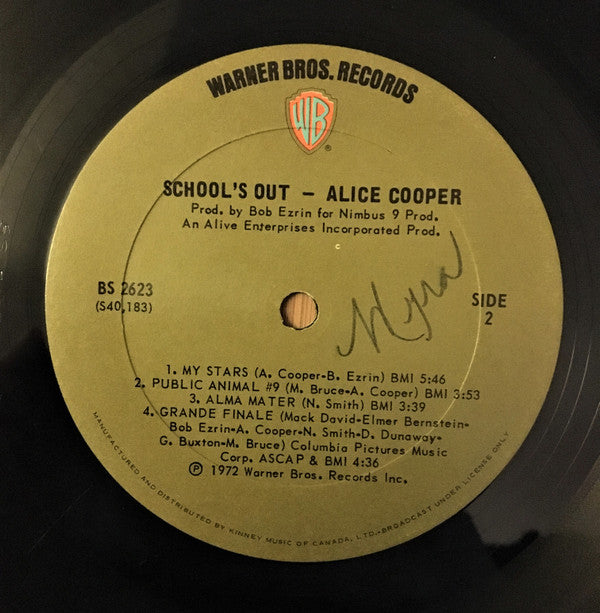 WARNER BROS. RECORDS
WB
®
SCHOOL'S OUT — ALICE COOPER
Prod. by Bob Ezrin for Nimbus 9 Prod.
An Alive Enterprises Incorporated Prod.
BS 2623
(S40,183)
Myra
SIDE
2
1. MY STARS (A. Cooper-B. Ezrin) BMI 5:46
2. PUBLIC ANIMAL #9 (M. Bruce-A. Cooper) BMI 3:53
3. ALMA MATER (N. Smith) BMI 3:39
4. GRANDE FINALE (Mack David-Elmer Bernstein-
Bob Ezrin-A. Cooper-N. Smith-D. Dunaway-
G. Buxton-M. Bruce) Columbia Pictures Music
Corp. ASCAP & BMI 4:36
℗ 1972 Warner Bros. Records Inc.
MANUFACTURED AND DISTRIBUTED BY KINNEY MUSIC OF CANADA, LTD.-BROADCAST UNDER LICENSE ONLY